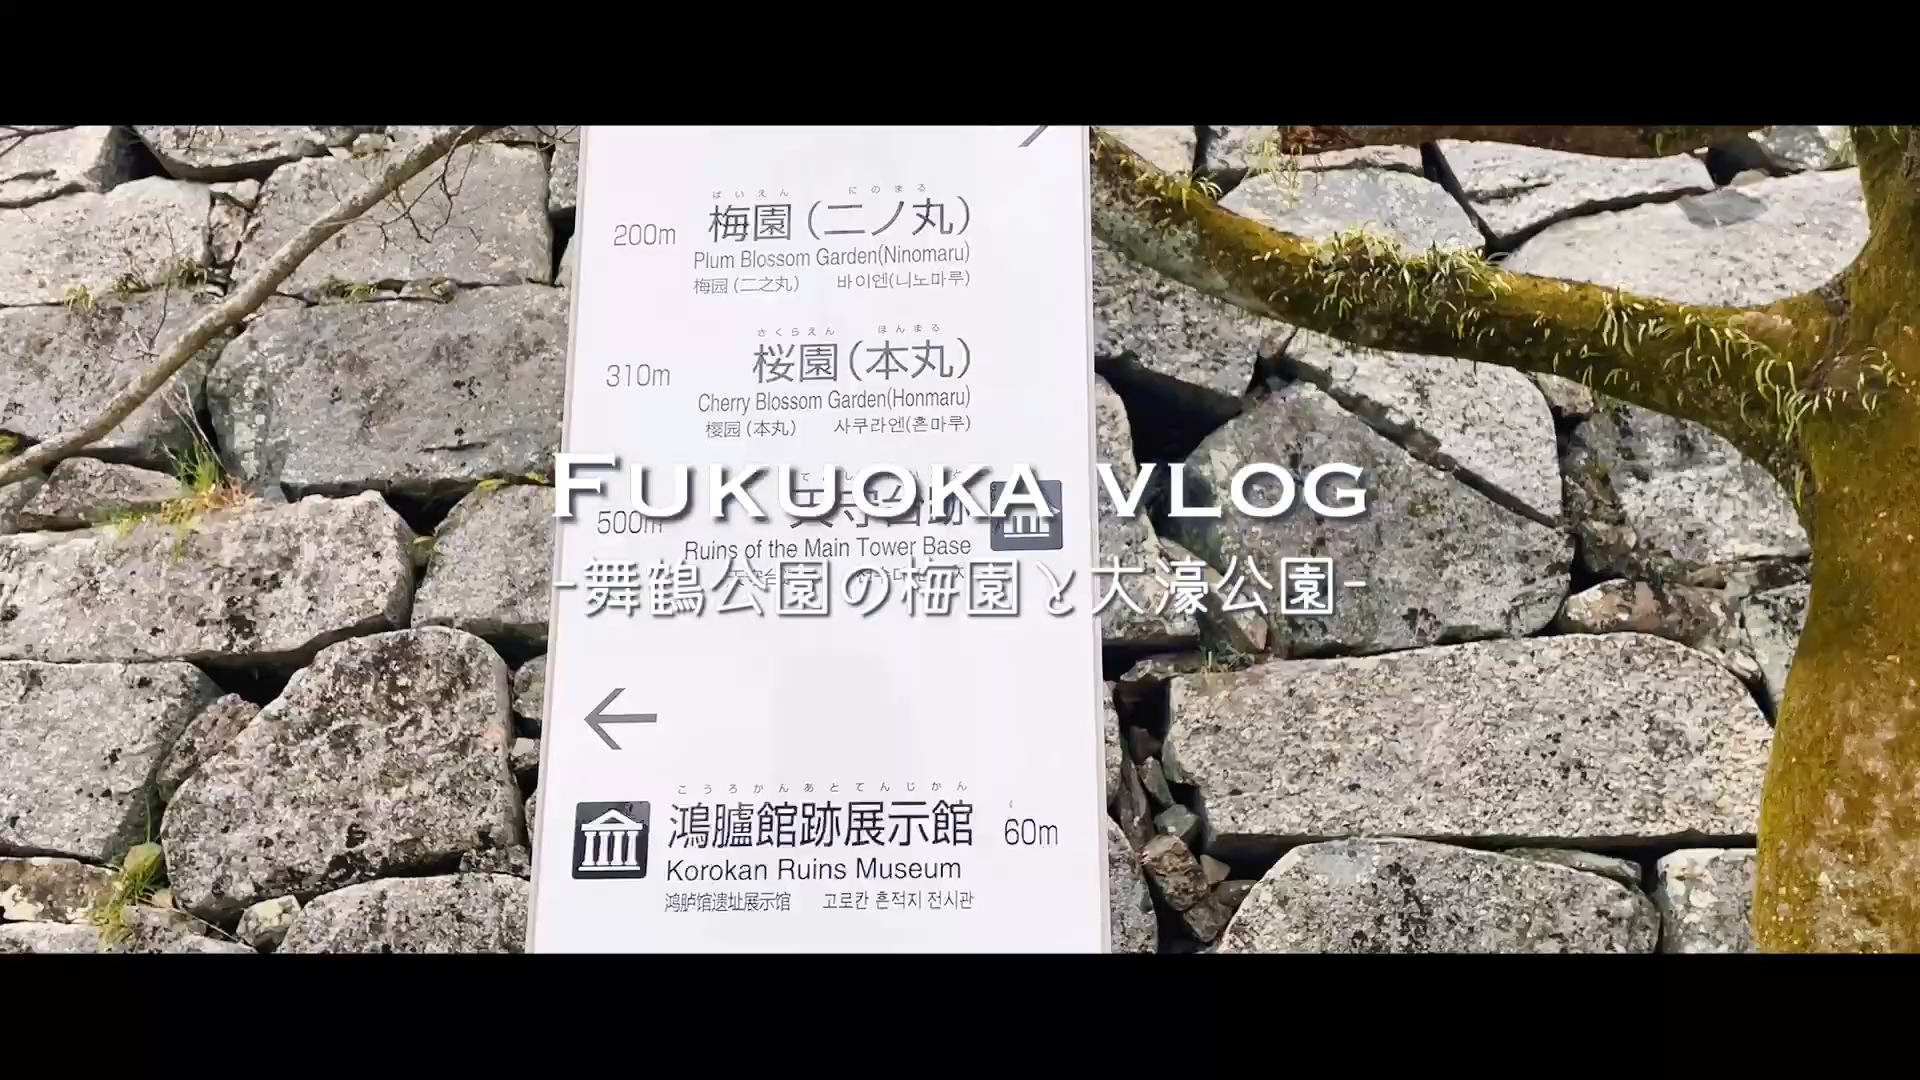 ばいえん にのまる
200m 梅園(二ノ丸)
Plum Blossom Garden(Ninomaru)
梅园(二之丸) 바이엔(니노마루)
さくらえん ほんまる
310m 桜園(本丸)
Cherry Blossom Garden(Honmaru)
樱园(本丸) 사쿠라엔(혼마루)
FUKUOKA VLOG
500m 天守台跡
Ruins of the Main Tower Base
-舞鶴公園の梅園と大濠公園-
こうろかんあとてんじかん
鴻臚館跡展示館 60m
Korokan Ruins Museum
鸿胪馆遗址展示馆 고로칸 흔적지 전시관